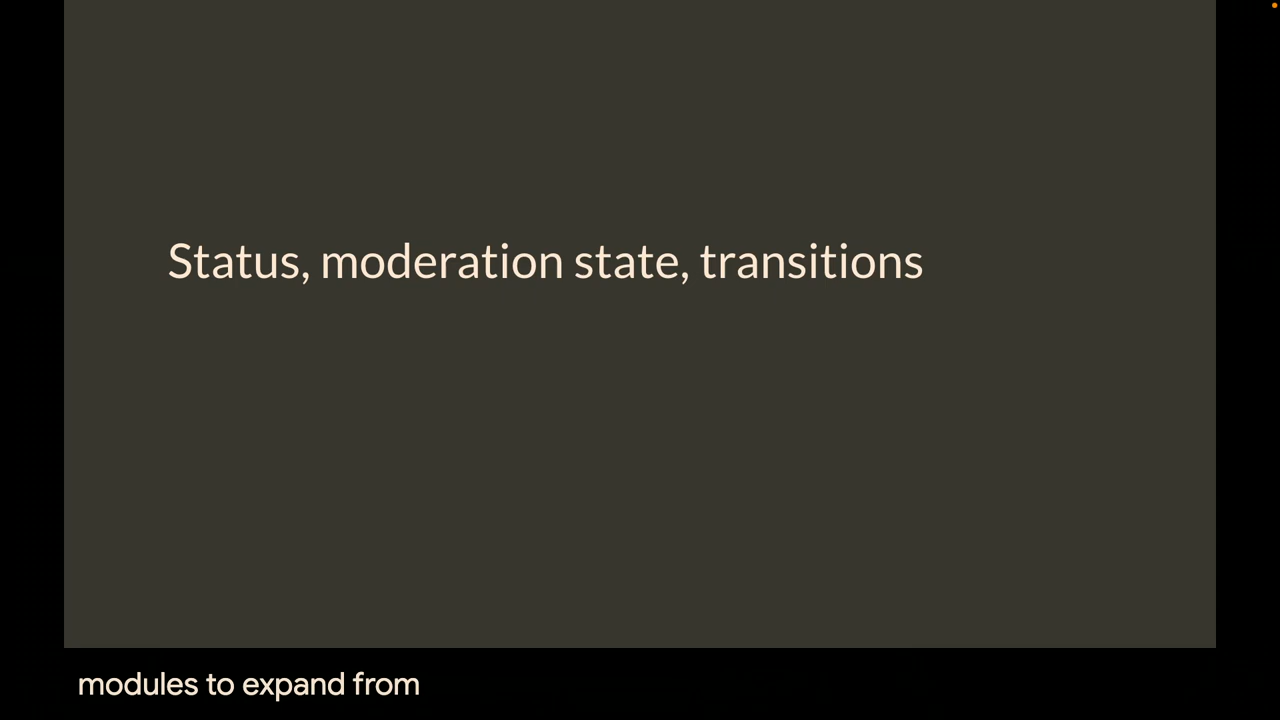 Status, moderation state, transitions
modules to expand from